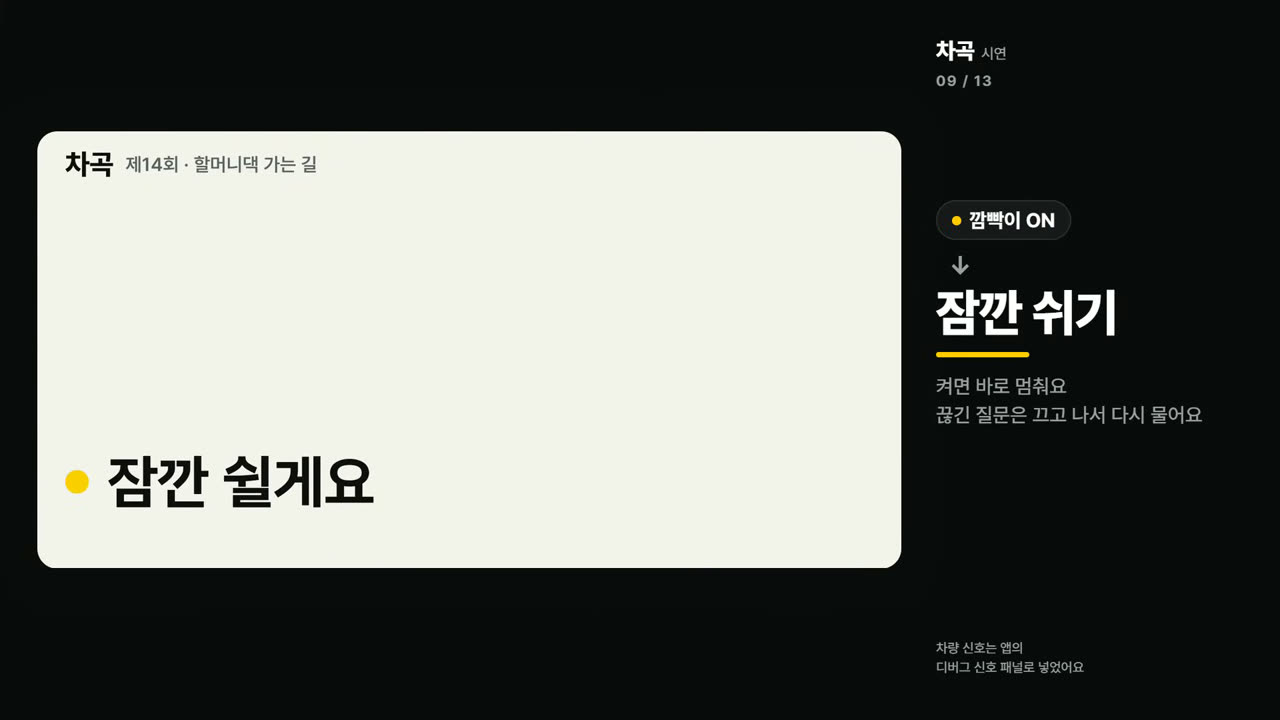 차곡 시연
09 / 13
차곡 제14회 · 할머니댁 가는 길
잠깐 쉴게요
깜빡이 ON
↓
잠깐 쉬기
켜면 바로 멈춰요
끊긴 질문은 끄고 나서 다시 물어요
차량 신호는 앱의
디버그 신호 패널로 넣었어요